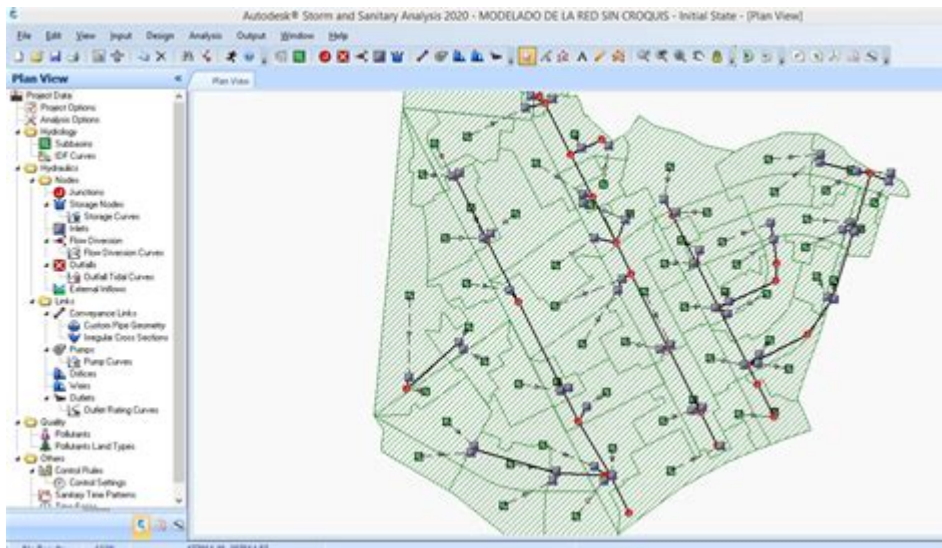 Autodesk® Storm and Sanitary Analysis 2020 - MODELADO DE LA RED SIN CROQUIS - Initial State - [Plan View]
File Edit View Input Design Analysis Output Window Help
Plan View
Plan View
Project Data
Project Options
Analysis Options
Hydrology
Subbasins
IDF Curves
Hydraulics
Nodes
Junctions
Storage Nodes
Storage Curves
Inlets
Flow Diversion
Flow Diversion Curves
Outfalls
Outfall Tidal Curves
External Inflows
Links
Conveyance Links
Custom Pipe Geometry
Irregular Cross Sections
Pumps
Pump Curves
Orifices
Weirs
Outlets
Outlet Rating Curves
Quality
Pollutants
Pollutants Land Types
Others
Control Rules
Control Settings
Sanitary Time Patterns